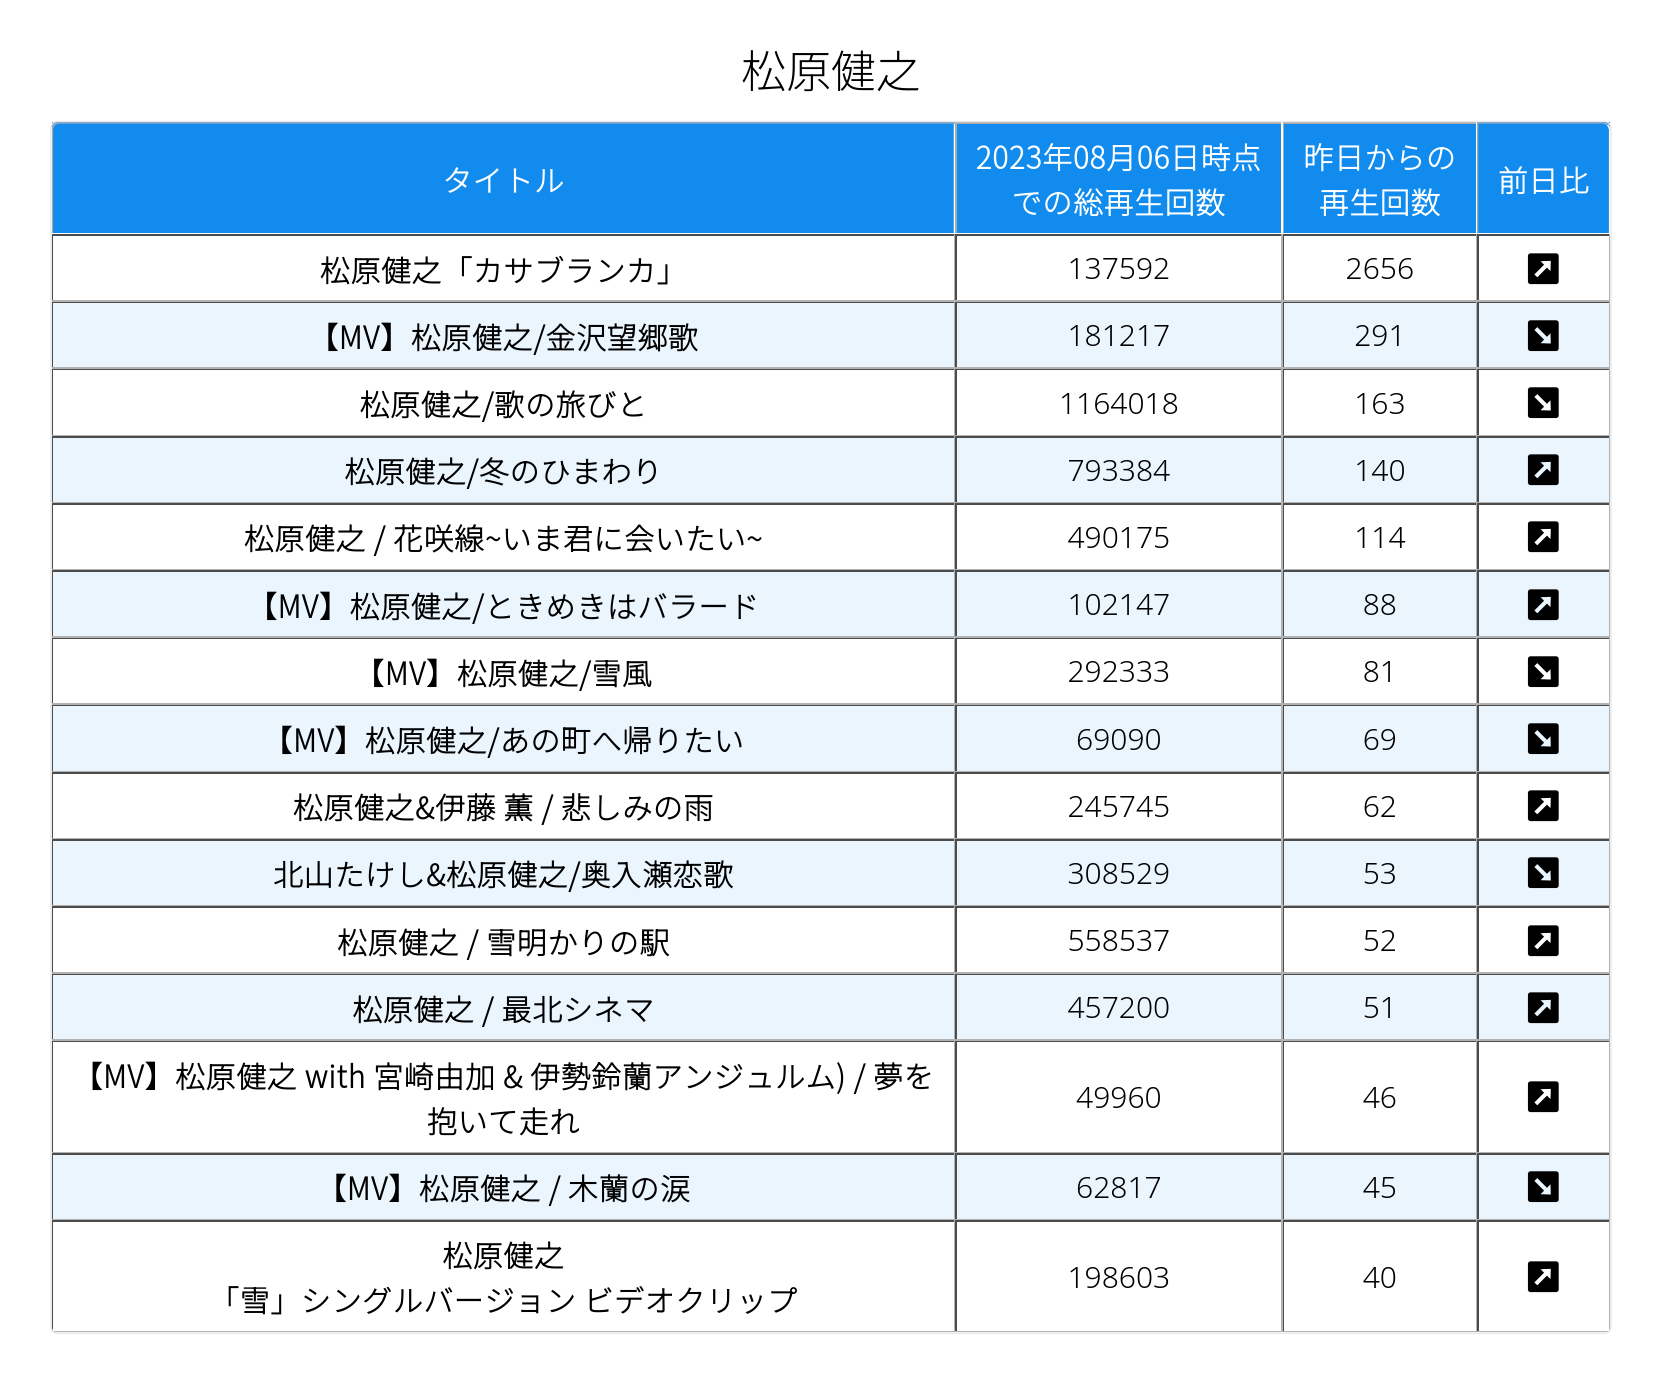 松原健之
タイトル
2023年08月06日時点
での総再生回数
昨日からの
再生回数
前日比
松原健之「カサブランカ」 137592 2656
【MV】松原健之/金沢望郷歌 181217 291
松原健之/歌の旅びと 1164018 163
松原健之/冬のひまわり 793384 140
松原健之 / 花咲線~いま君に会いたい~ 490175 114
【MV】松原健之/ときめきはバラード 102147 88
【MV】松原健之/雪風 292333 81
【MV】松原健之/あの町へ帰りたい 69090 69
松原健之&伊藤 薫 / 悲しみの雨 245745 62
北山たけし&松原健之/奥入瀬恋歌 308529 53
松原健之 / 雪明かりの駅 558537 52
松原健之 / 最北シネマ 457200 51
【MV】松原健之 with 宮崎由加 & 伊勢鈴蘭アンジュルム) / 夢を
抱いて走れ
49960 46
【MV】松原健之 / 木蘭の涙 62817 45
松原健之
「雪」シングルバージョン ビデオクリップ
198603 40